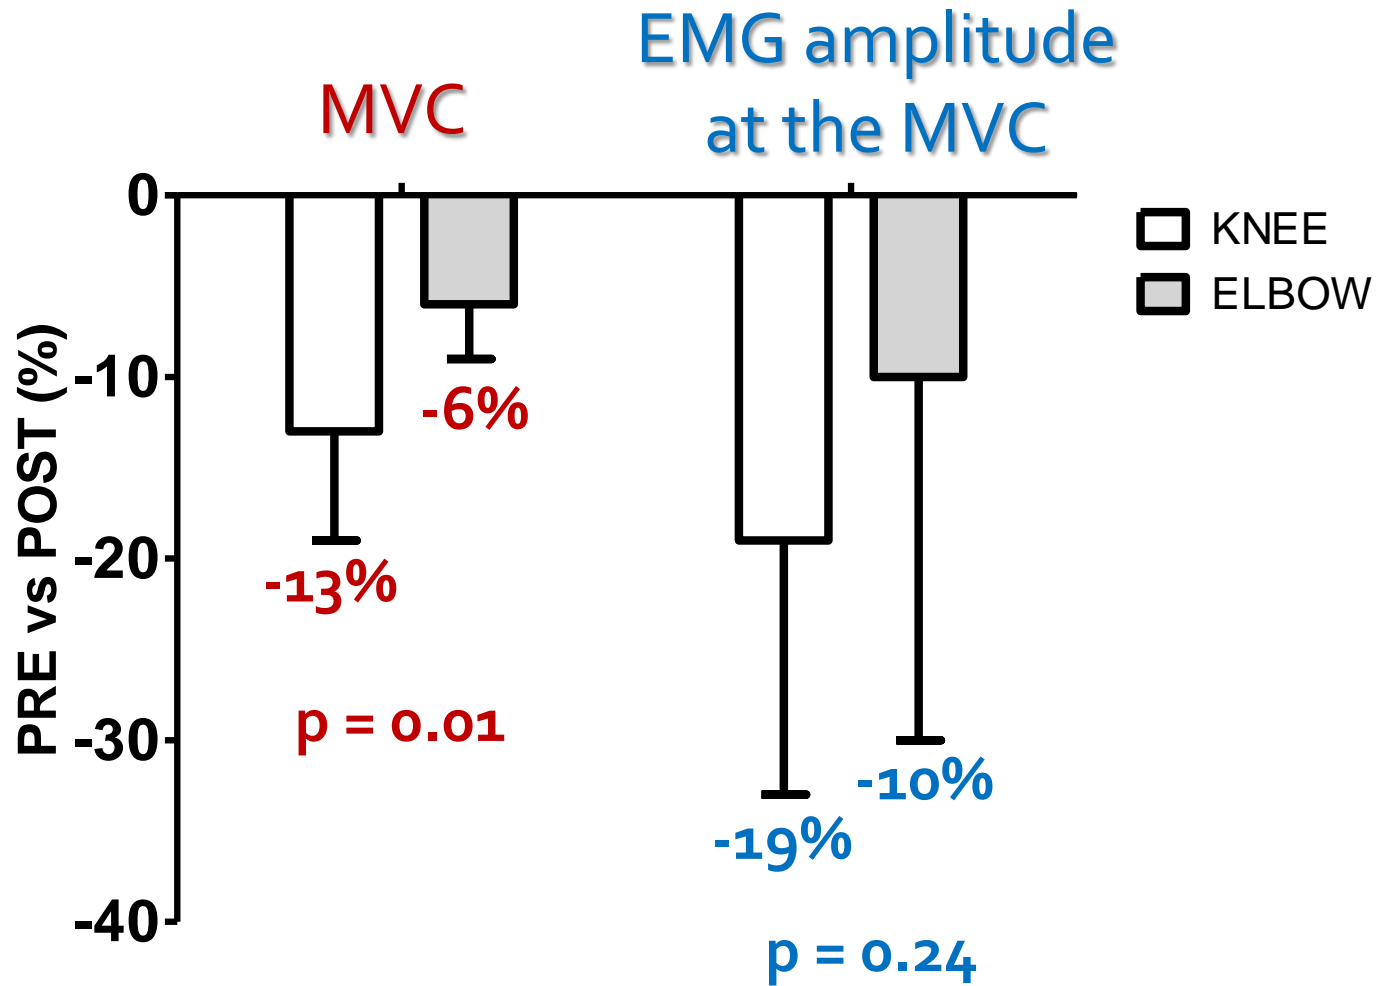 EMG amplitude
at the MVC
MVC
0
-10
-20
-30
-40
PRE vs POST (%)
KNEE
ELBOW
-6%
-13%
p = 0.01
-10%
-19%
p = 0.24